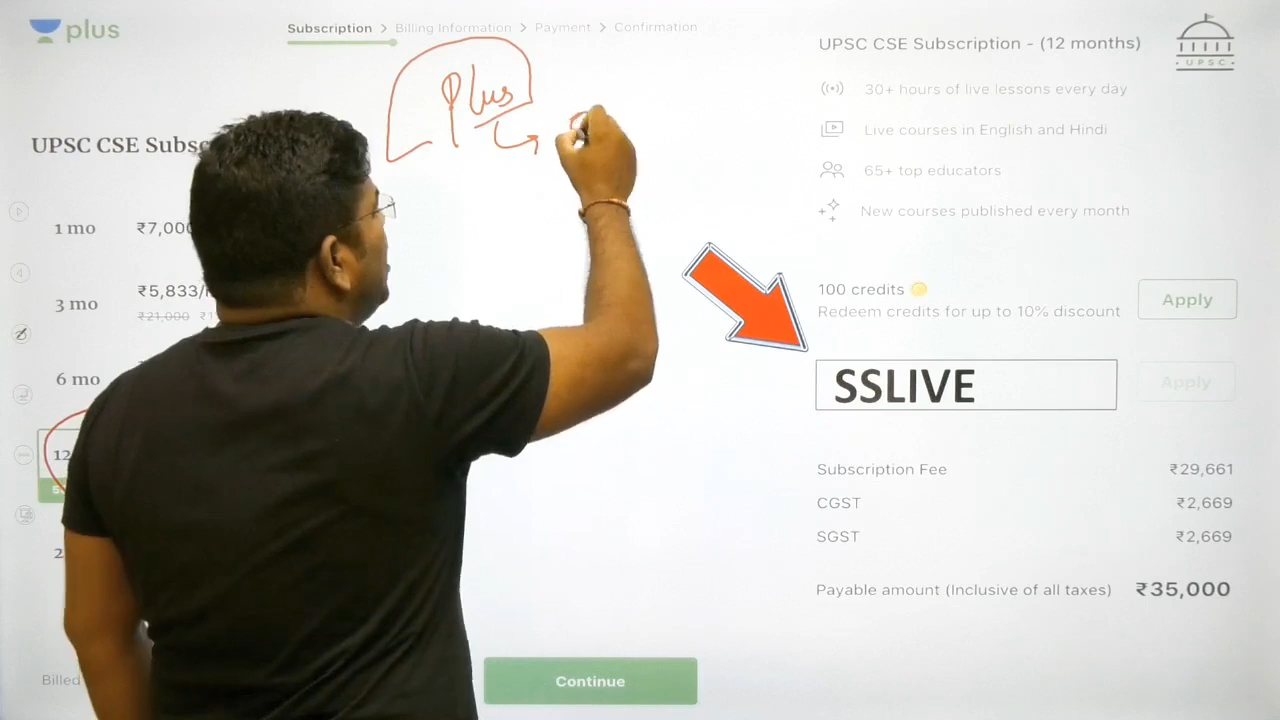 plus
Subscription > Billing Information > Payment > Confirmation
Plus
UPSC CSE
1 mo
₹7,000
3 mo
₹5,833/
₹21,000
6 mo
12
2
Billed
Continue
UPSC CSE Subscription - (12 months)
UPSC
30+ hours of live lessons every day
Live courses in English and Hindi
65+ top educators
New courses published every month
100 credits
Redeem credits for up to 10% discount
Apply
SSLIVE
Apply
Subscription Fee ₹29,661
CGST ₹2,669
SGST ₹2,669
Payable amount (Inclusive of all taxes) ₹35,000